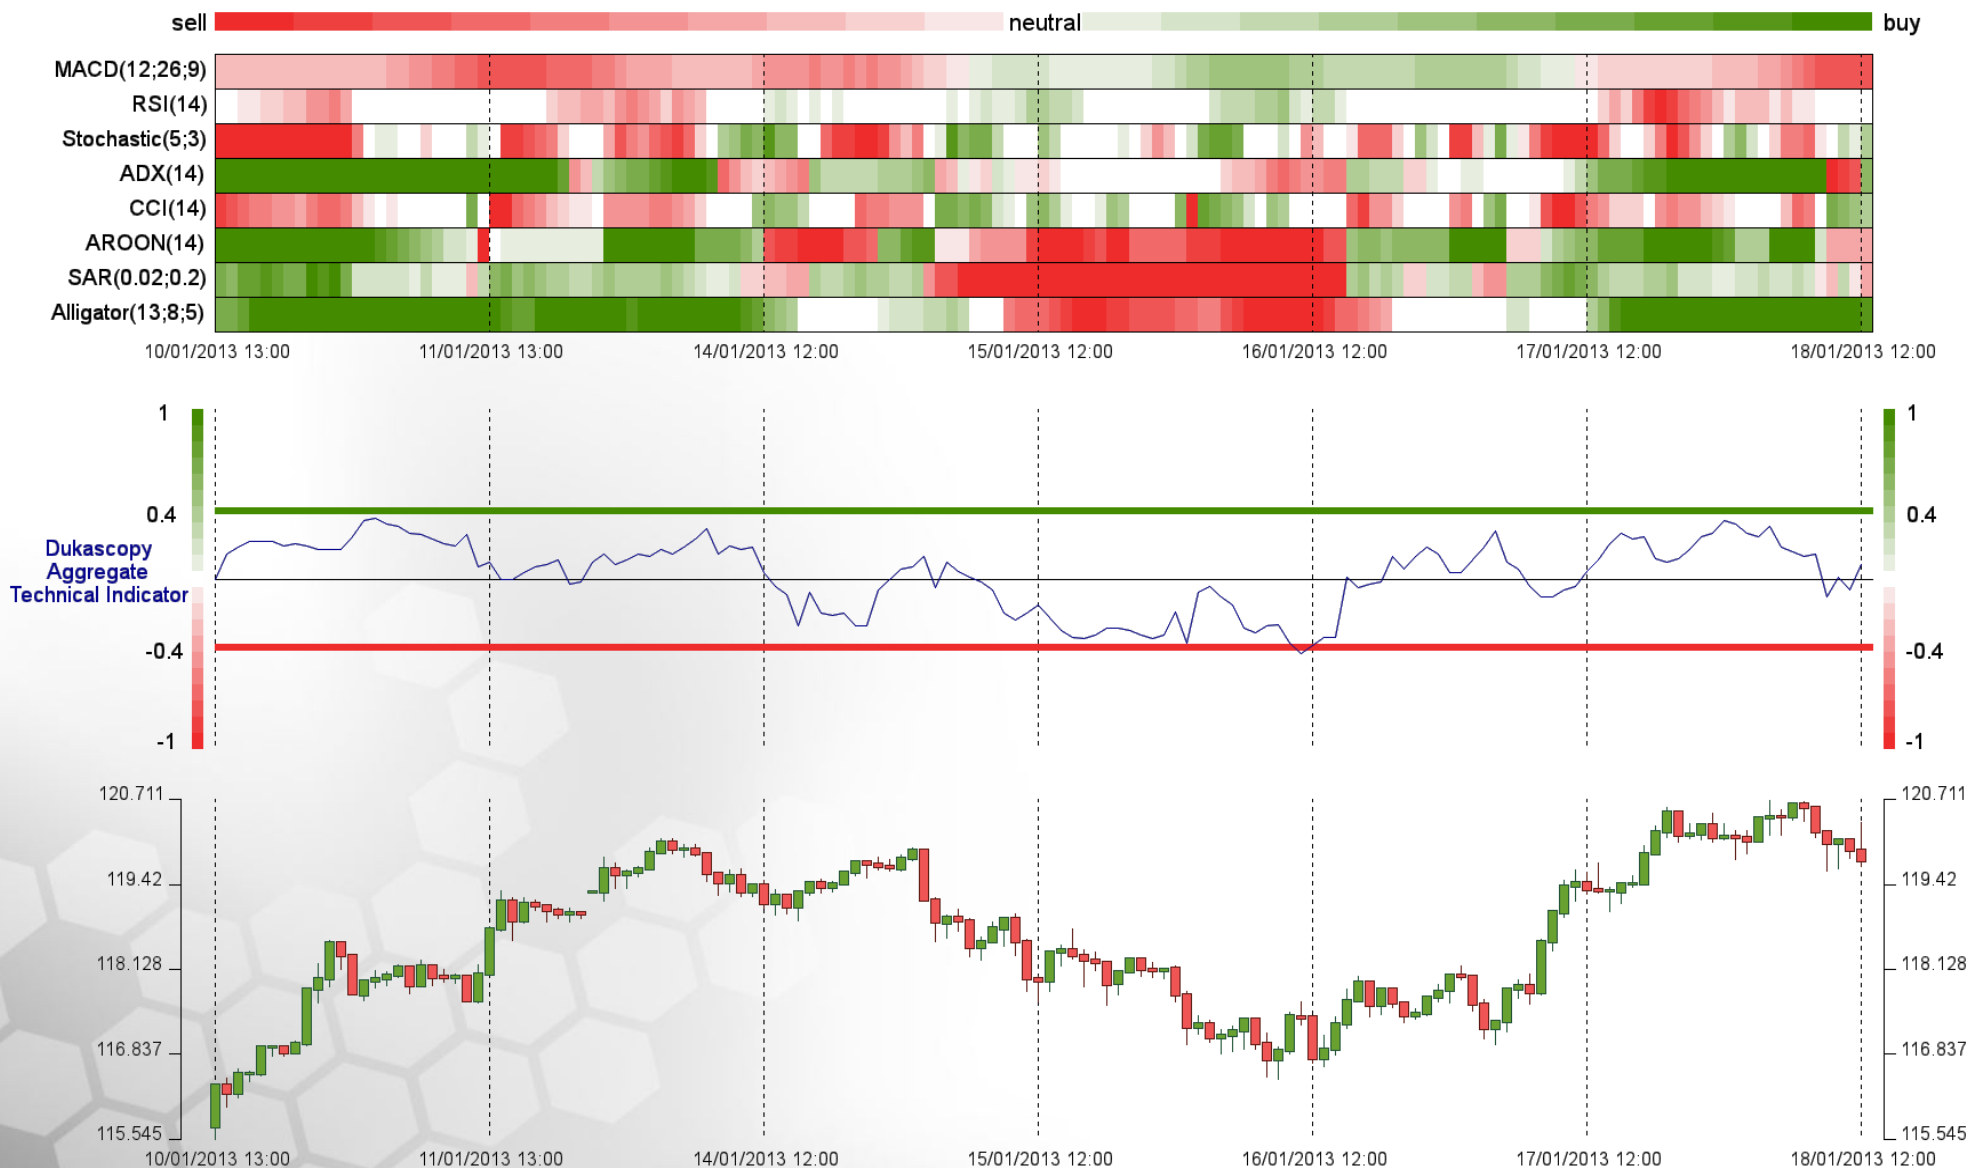 sell neutral buy
MACD(12;26;9)
RSI(14)
Stochastic(5;3)
ADX(14)
CCI(14)
AROON(14)
SAR(0.02;0.2)
Alligator(13;8;5)
10/01/2013 13:00 11/01/2013 13:00 14/01/2013 12:00 15/01/2013 12:00 16/01/2013 12:00 17/01/2013 12:00 18/01/2013 12:00
1 1
0.4 0.4
Dukascopy
Aggregate
Technical Indicator
-0.4 -0.4
-1 -1
120.711 120.711
119.42 119.42
118.128 118.128
116.837 116.837
115.545 115.545
10/01/2013 13:00 11/01/2013 13:00 14/01/2013 12:00 15/01/2013 12:00 16/01/2013 12:00 17/01/2013 12:00 18/01/2013 12:00